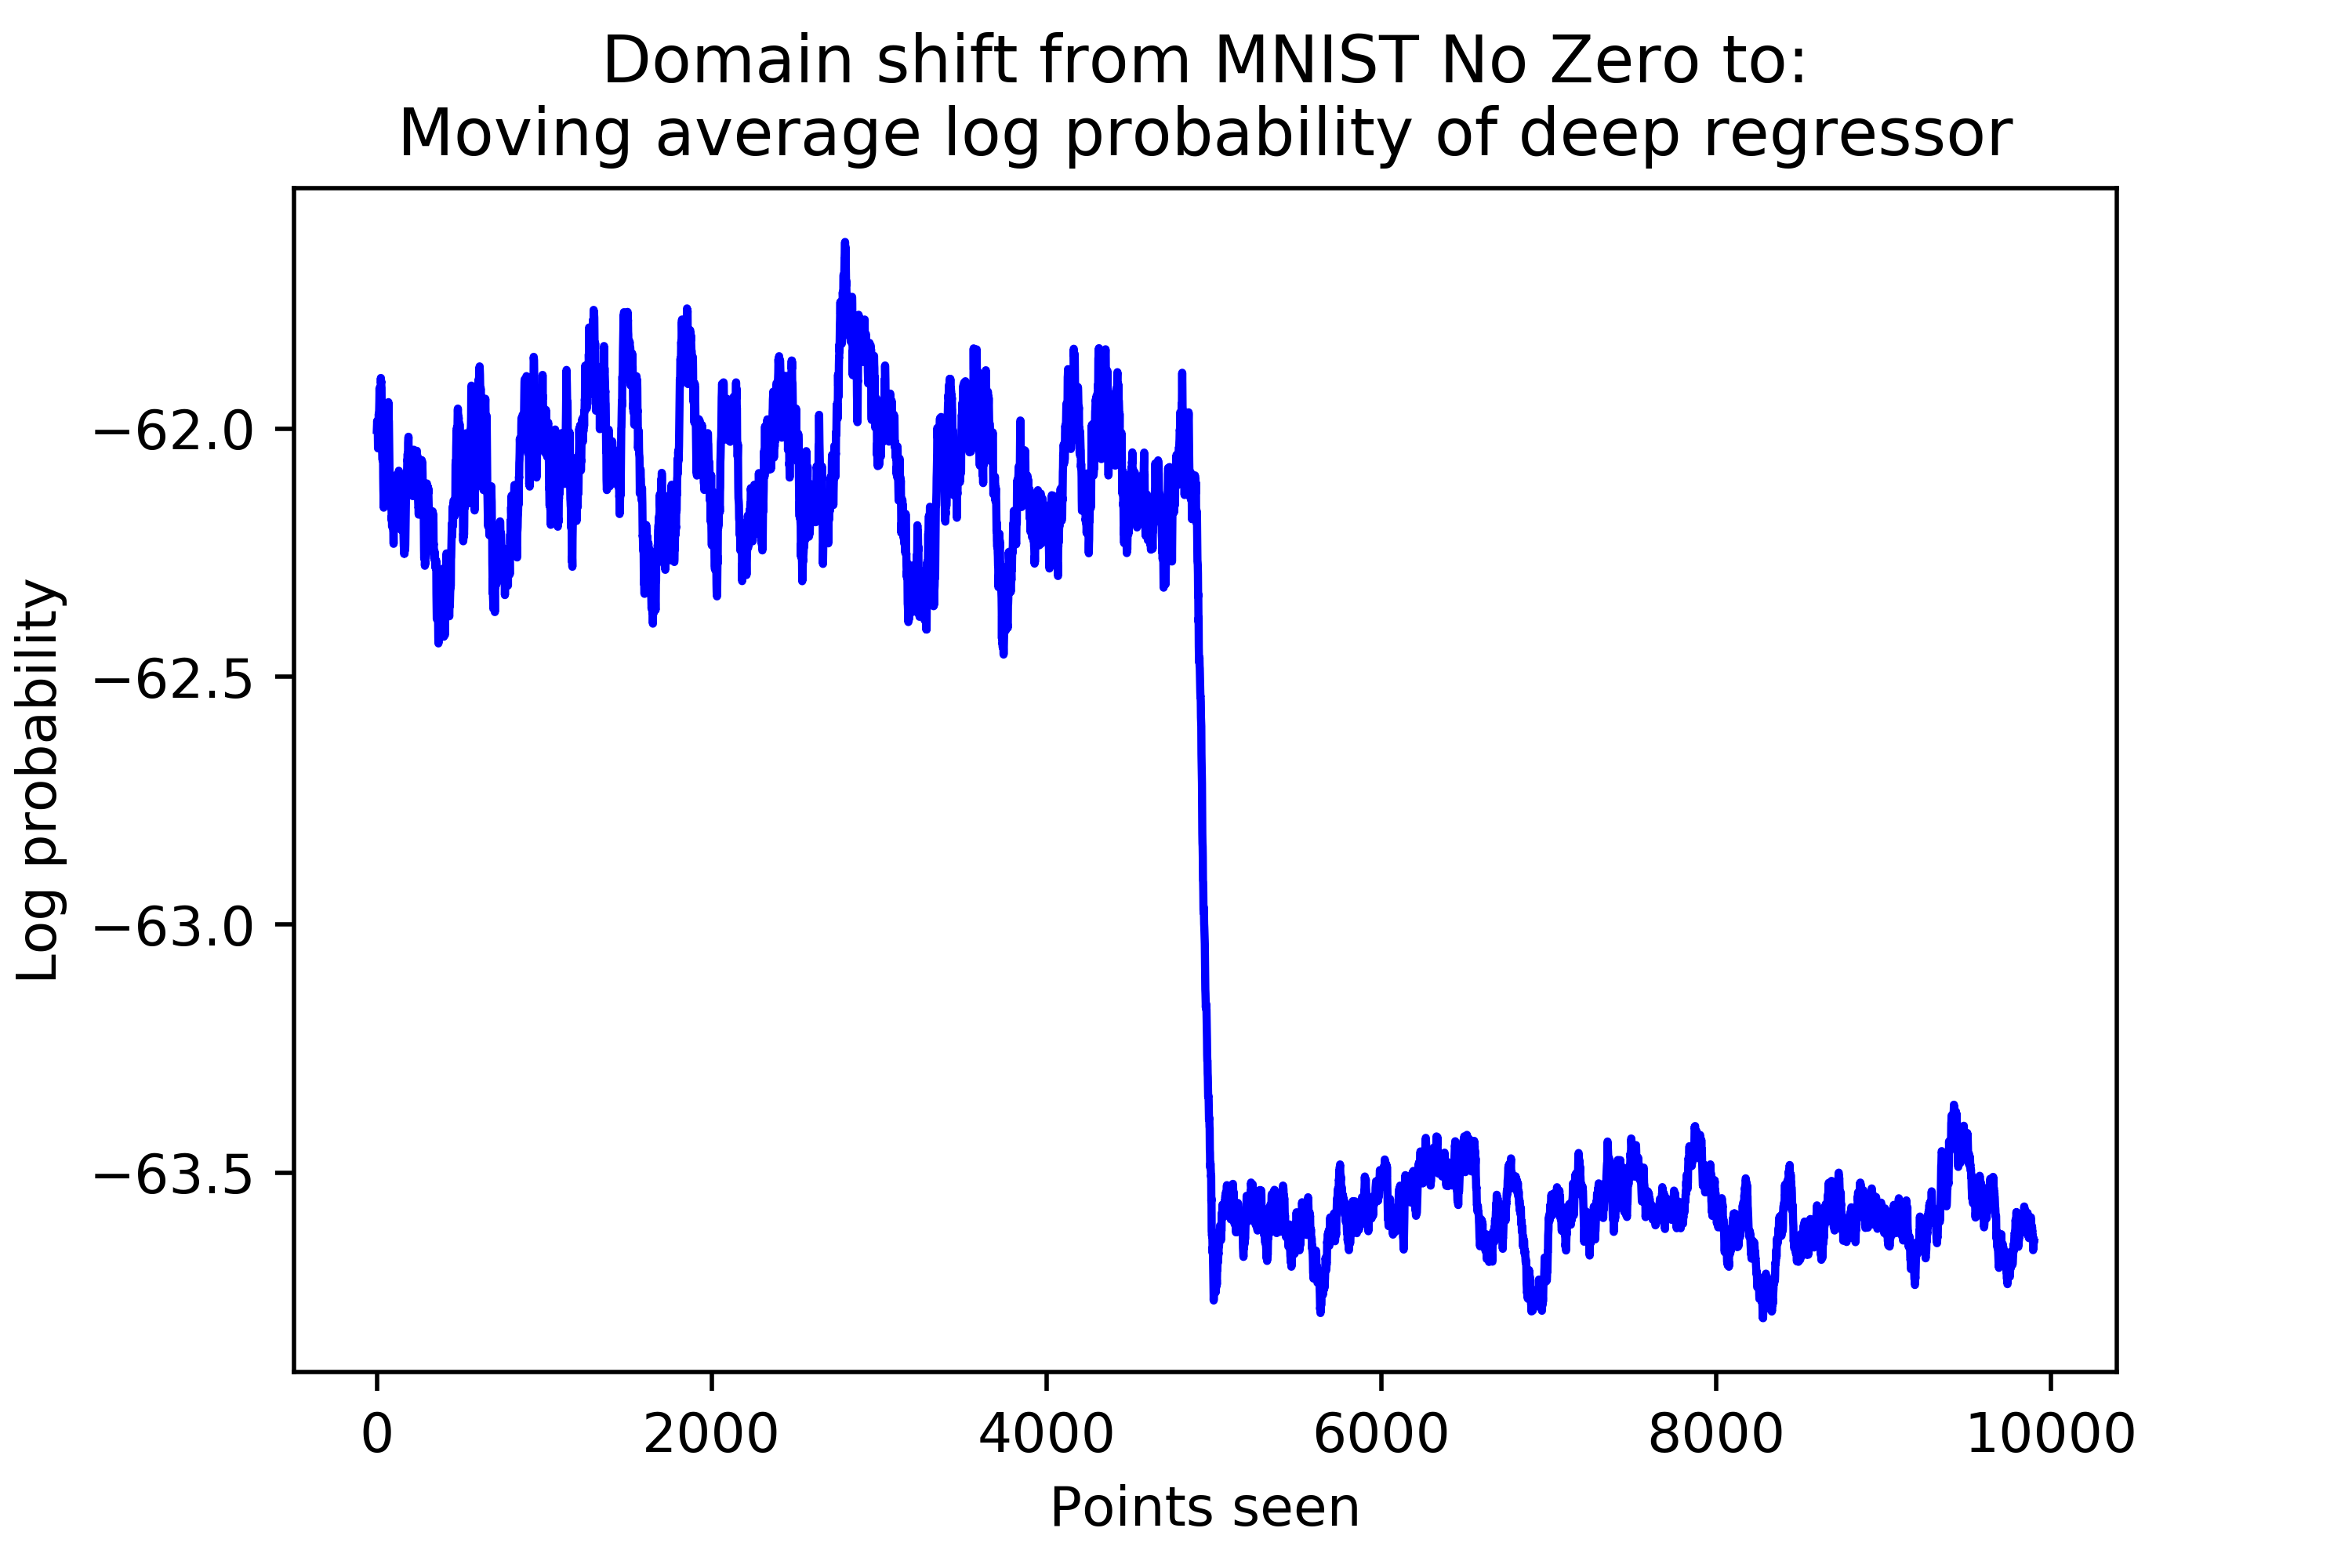 Domain shift from MNIST No Zero to:
Moving average log probability of deep regressor
Log probability
−62.0
−62.5
−63.0
−63.5
0 2000 4000 6000 8000 10000
Points seen